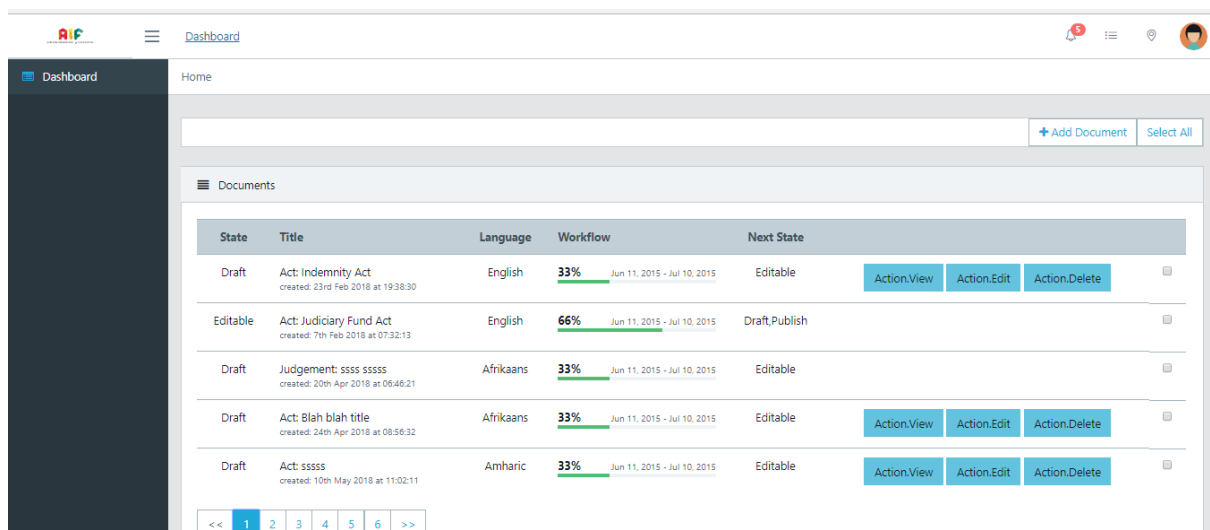 AIF
Dashboard
5
Dashboard
Home
Add Document Select All
Documents
State Title Language Workflow Next State
Draft Act: Indemnity Act English 33% Jun 11, 2015 - Jul 10, 2015 Editable Action.View Action.Edit Action.Delete
created: 23rd Feb 2018 at 19:38:30
Editable Act: Judiciary Fund Act English 66% Jun 11, 2015 - Jul 10, 2015 Draft,Publish
created: 7th Feb 2018 at 07:32:13
Draft Judgement: ssss sssss Afrikaans 33% Jun 11, 2015 - Jul 10, 2015 Editable
created: 20th Apr 2018 at 06:46:21
Draft Act: Blah blah title Afrikaans 33% Jun 11, 2015 - Jul 10, 2015 Editable Action.View Action.Edit Action.Delete
created: 24th Apr 2018 at 08:56:32
Draft Act: sssss Amharic 33% Jun 11, 2015 - Jul 10, 2015 Editable Action.View Action.Edit Action.Delete
created: 10th May 2018 at 11:02:11
<< 1 2 3 4 5 6 >>